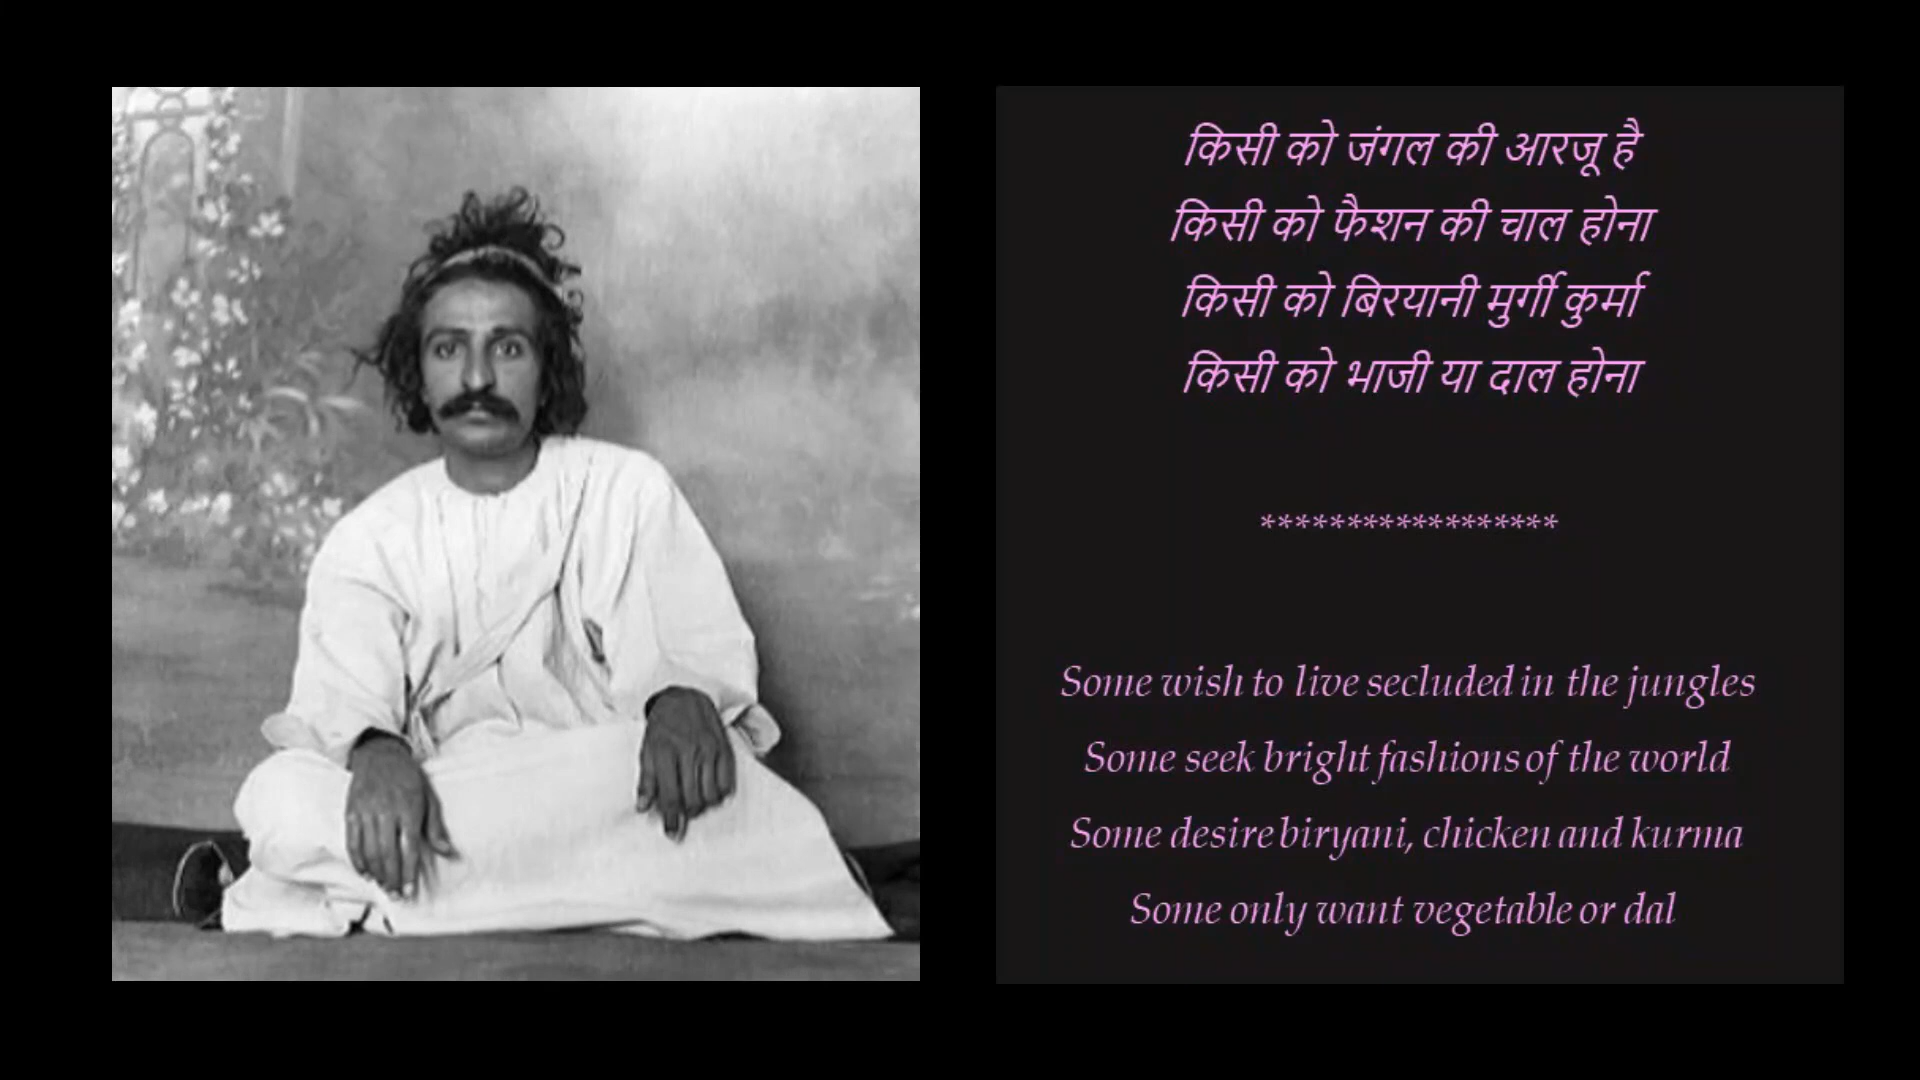 किसी को जंगल की आरजू है
किसी को फैशन की चाल होना
किसी को बिरयानी मुर्गी कुर्मा
किसी को भाजी या दाल होना
******************
Some wish to live secluded in the jungles
Some seek bright fashions of the world
Some desire biryani, chicken and kurma
Some only want vegetable or dal